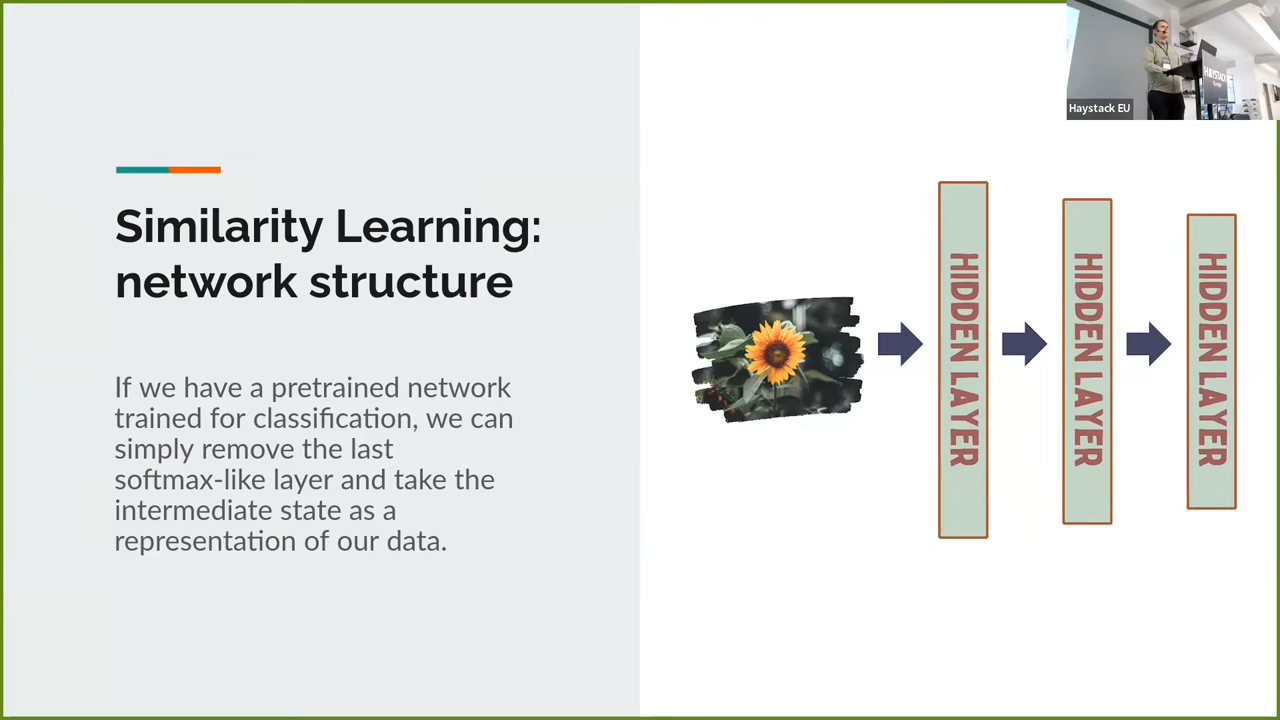 Similarity Learning:
network structure
If we have a pretrained network
trained for classification, we can
simply remove the last
softmax-like layer and take the
intermediate state as a
representation of our data.
HIDDEN LAYER
HIDDEN LAYER
HIDDEN LAYER
Haystack EU
HAYSTACK